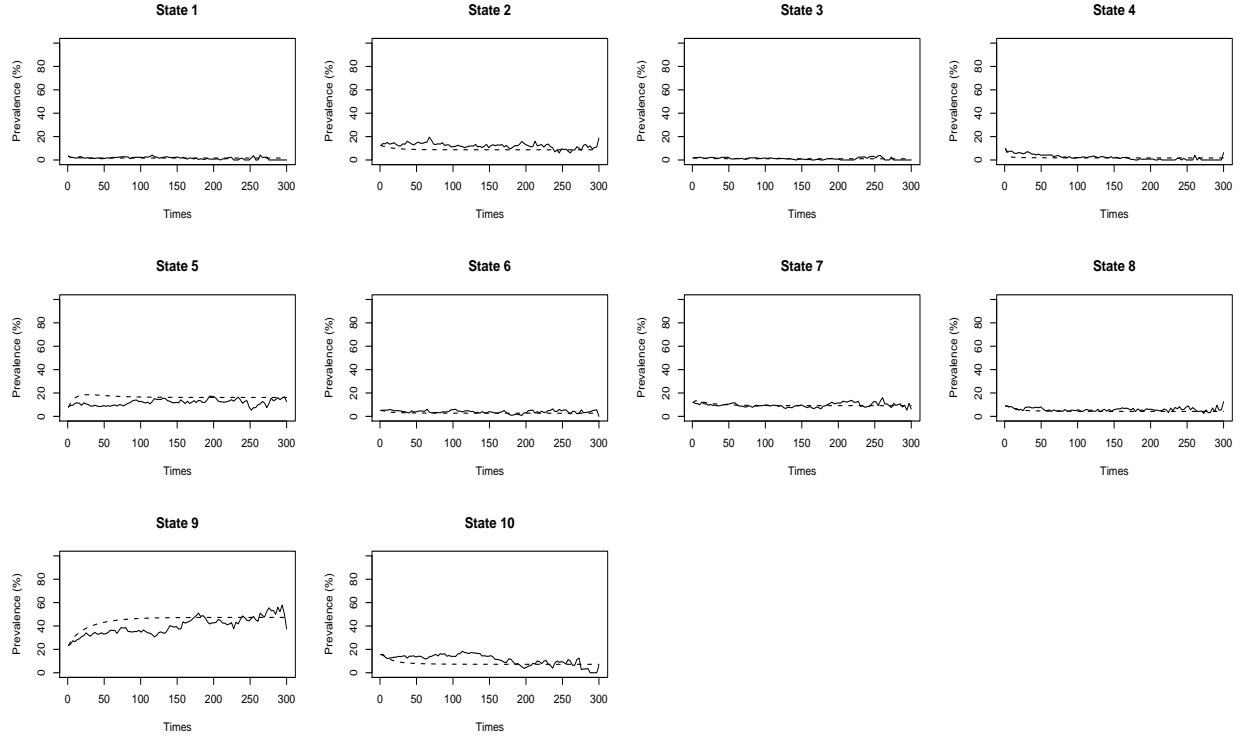 State 1
Prevalence (%)
0 20 40 60 80
0 50 100 150 200 250 300
Times
State 2
Prevalence (%)
0 20 40 60 80
0 50 100 150 200 250 300
Times
State 3
Prevalence (%)
0 20 40 60 80
0 50 100 150 200 250 300
Times
State 4
Prevalence (%)
0 20 40 60 80
0 50 100 150 200 250 300
Times
State 5
Prevalence (%)
0 20 40 60 80
0 50 100 150 200 250 300
Times
State 6
Prevalence (%)
0 20 40 60 80
0 50 100 150 200 250 300
Times
State 7
Prevalence (%)
0 20 40 60 80
0 50 100 150 200 250 300
Times
State 8
Prevalence (%)
0 20 40 60 80
0 50 100 150 200 250 300
Times
State 9
Prevalence (%)
0 20 40 60 80
0 50 100 150 200 250 300
Times
State 10
Prevalence (%)
0 20 40 60 80
0 50 100 150 200 250 300
Times